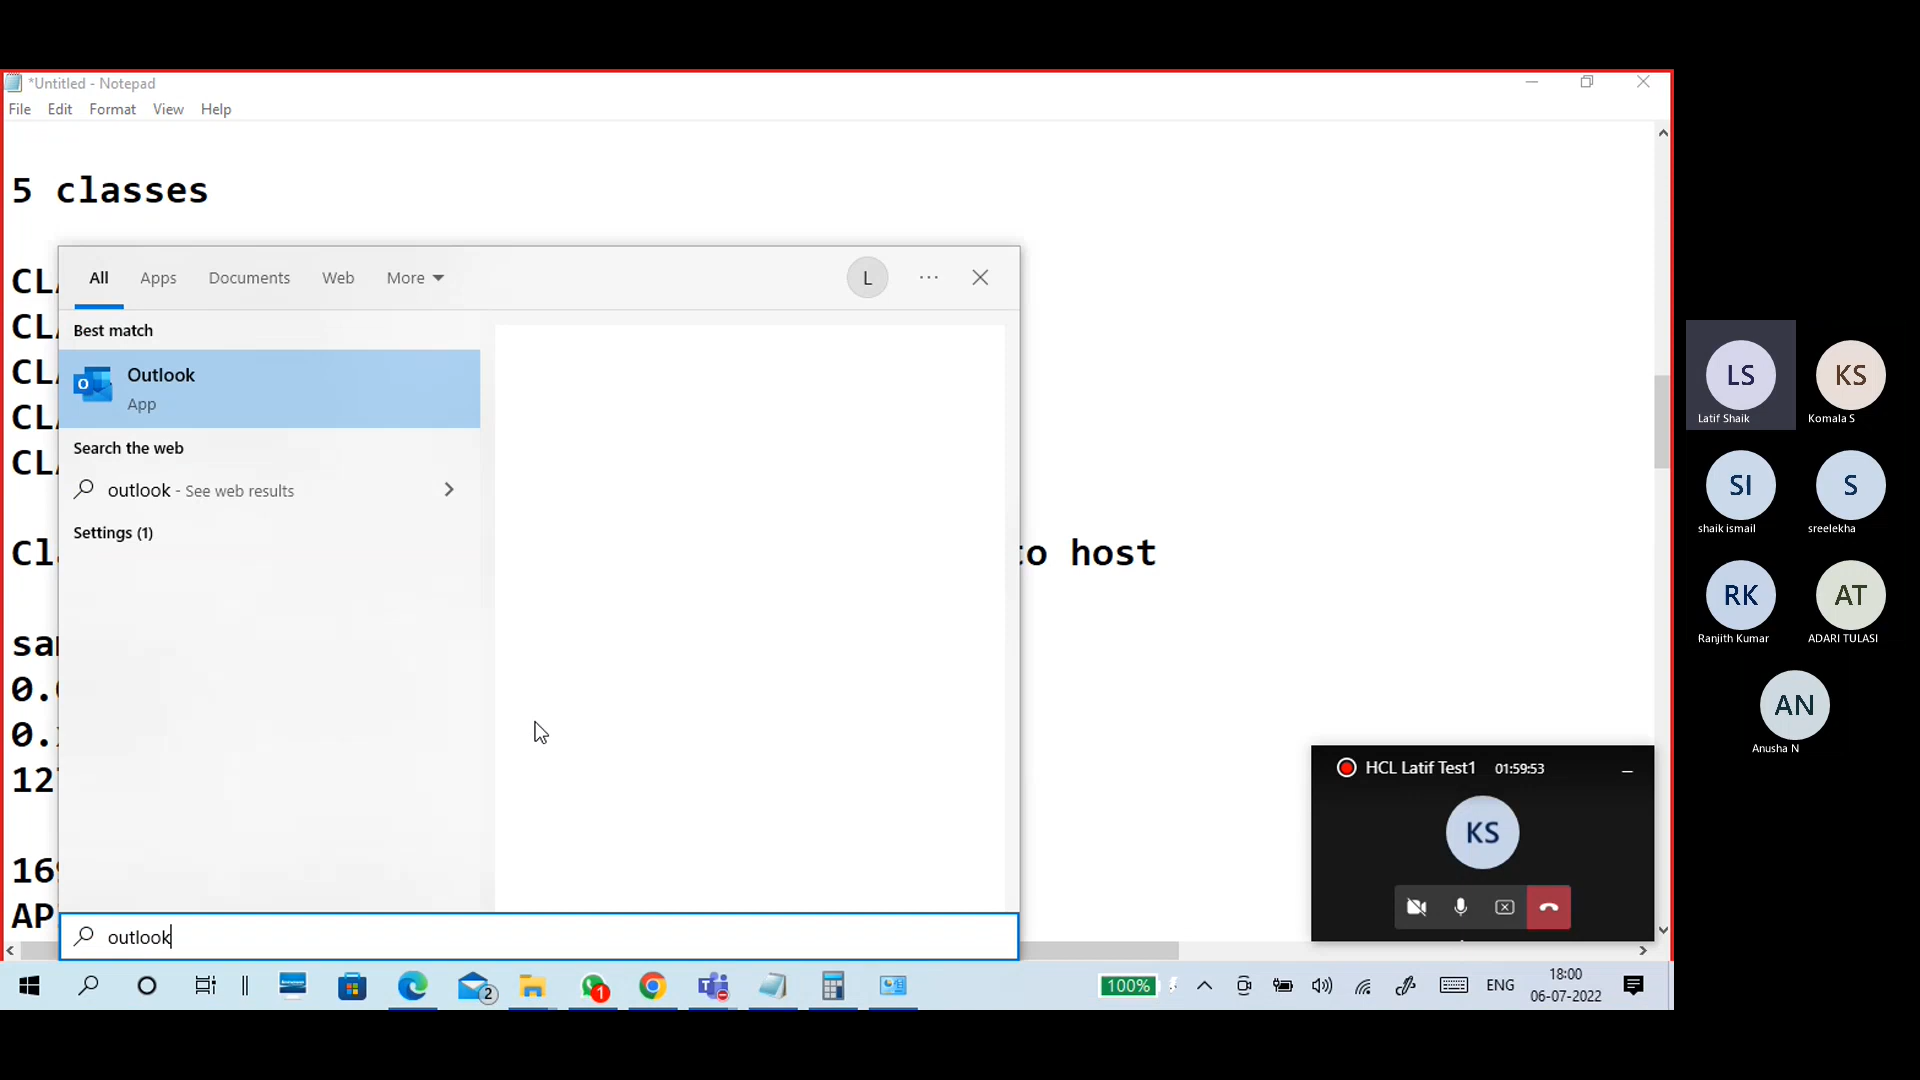 *Untitled - Notepad
File Edit Format View Help
5 classes
All Apps Documents Web More
L
Best match
Outlook
App
Search the web
outlook - See web results
Settings (1)
to host
outlook
HCL Latif Test1 01:59:53
KS
2
1
100%
ENG
18:00
06-07-2022
LS
Latif Shaik
KS
Komala S
SI
shaik ismail
S
sreelekha
RK
Ranjith Kumar
AT
ADARI TULASI
AN
Anusha N